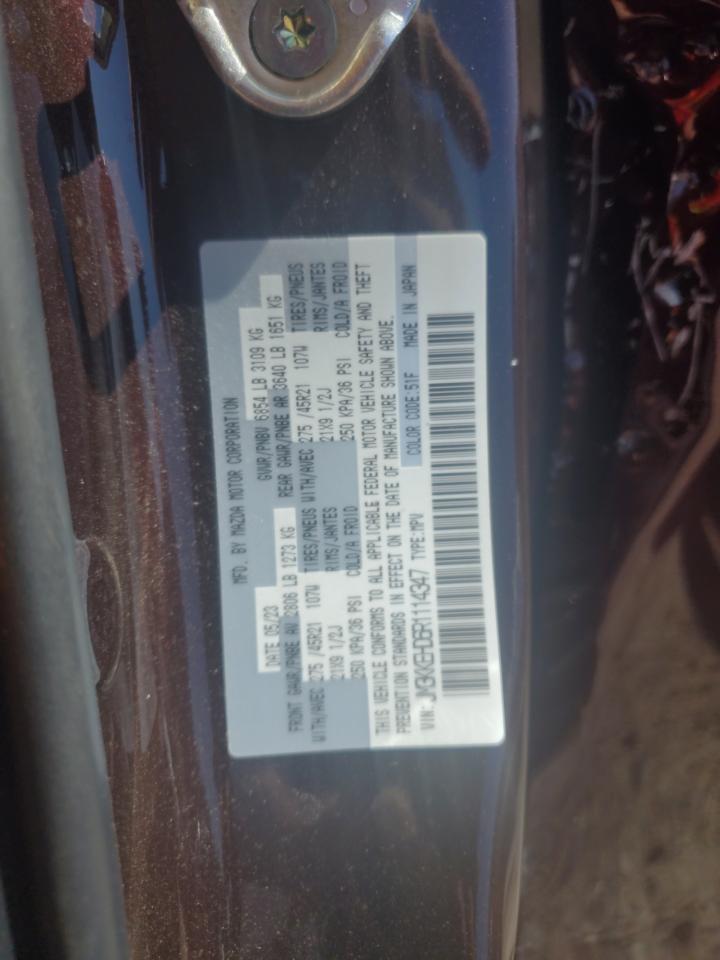 MFD. BY MAZDA MOTOR CORPORATION
DATE 05/23 GVWR/PNBV 6854 LB 3109 KG
FRONT GAWR/PNBE AV 2806 LB 1273 KG REAR GAWR/PNBE AR 3640 LB 1651 KG
WITH/AVEC 275 /45R21 107W TIRES/PNEUS WITH/AVEC 275 /45R21 107W TIRES/PNEUS
21X9 1/2J RIMS/JANTES 21X9 1/2J RIMS/JANTES
250 KPA/36 PSI COLD/A FROID 250 KPA/36 PSI COLD/A FROID
THIS VEHICLE CONFORMS TO ALL APPLICABLE FEDERAL MOTOR VEHICLE SAFETY AND THEFT
PREVENTION STANDARDS IN EFFECT ON THE DATE OF MANUFACTURE SHOWN ABOVE.
VIN:JM3KKEHD6R1114347 TYPE:MPV COLOR CODE:51F MADE IN JAPAN